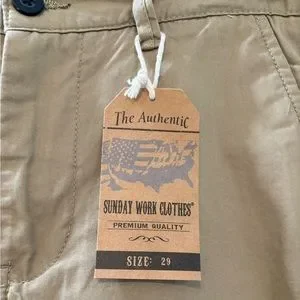 The Authentic
SUNDAY WORK CLOTHES®
PREMIUM QUALITY
SIZE: 29